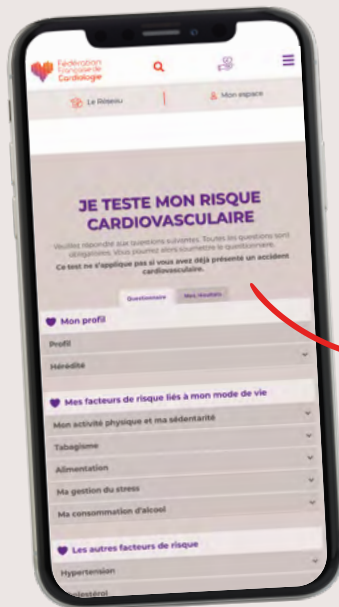 Fédération
Française de
Cardiologie
Le Réseau
Mon espace
JE TESTE MON RISQUE
CARDIOVASCULAIRE
Veuillez répondre aux questions suivantes. Toutes les questions sont
obligatoires. Vous pourrez alors soumettre le questionnaire.
Ce test ne s'applique pas si vous avez déjà présenté un accident
cardiovasculaire.
Questionnaire
Mes résultats
Mon profil
Profil
Hérédité
Mes facteurs de risque liés à mon mode de vie
Mon activité physique et ma sédentarité
Tabagisme
Alimentation
Ma gestion du stress
Ma consommation d'alcool
Les autres facteurs de risque
Hypertension